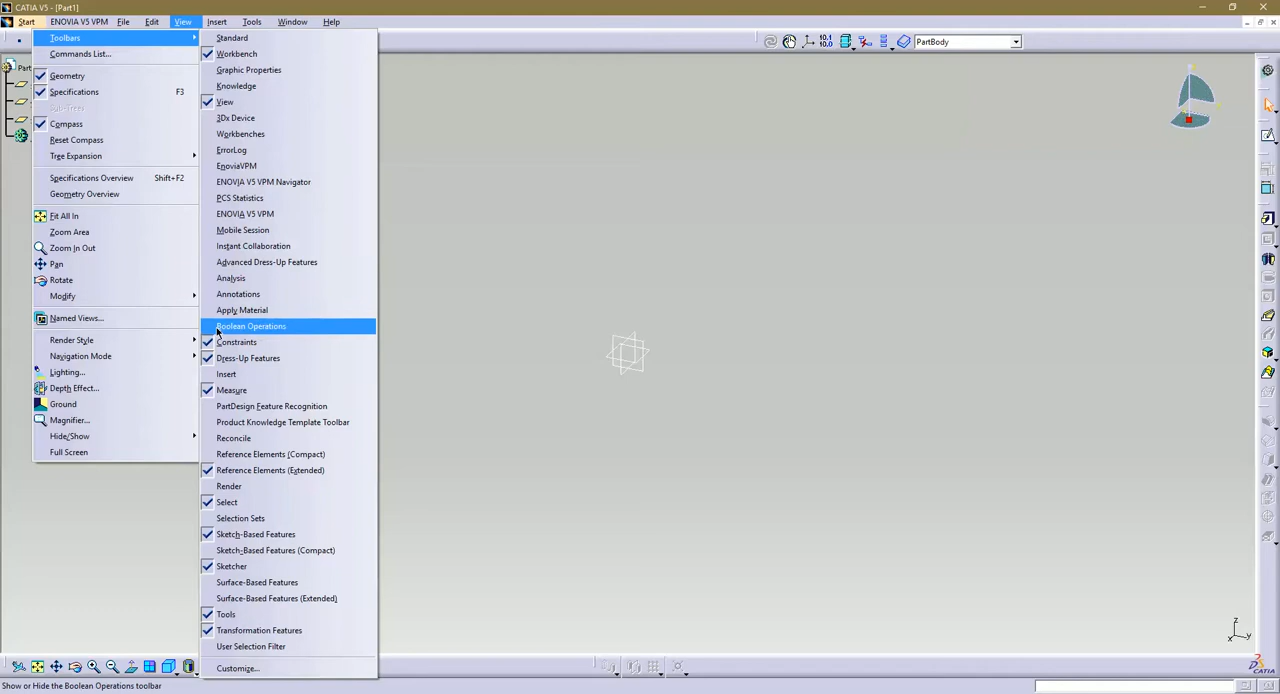 CATIA V5 - [Part1]
Start ENOVIA V5 VPM File Edit View Insert Tools Window Help
PartBody
Part
Toolbars
Commands List...
Geometry
Specifications F3
Sub-Trees
Compass
Reset Compass
Tree Expansion
Specifications Overview Shift+F2
Geometry Overview
Fit All In
Zoom Area
Zoom In Out
Pan
Rotate
Modify
Named Views...
Render Style
Navigation Mode
Lighting...
Depth Effect...
Ground
Magnifier...
Hide/Show
Full Screen
Standard
Workbench
Graphic Properties
Knowledge
View
3Dx Device
Workbenches
ErrorLog
EnoviaVPM
ENOVIA V5 VPM Navigator
PCS Statistics
ENOVIA V5 VPM
Mobile Session
Instant Collaboration
Advanced Dress-Up Features
Analysis
Annotations
Apply Material
Boolean Operations
Constraints
Dress-Up Features
Insert
Measure
PartDesign Feature Recognition
Product Knowledge Template Toolbar
Reconcile
Reference Elements (Compact)
Reference Elements (Extended)
Render
Select
Selection Sets
Sketch-Based Features
Sketch-Based Features (Compact)
Sketcher
Surface-Based Features
Surface-Based Features (Extended)
Tools
Transformation Features
User Selection Filter
Customize...
z
x y
CATIA
Show or Hide the Boolean Operations toolbar